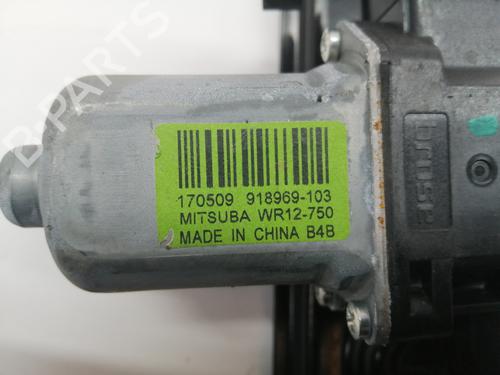 B-PARTS
170509 918969-103
MITSUBA WR12-750
MADE IN CHINA B4B
brose